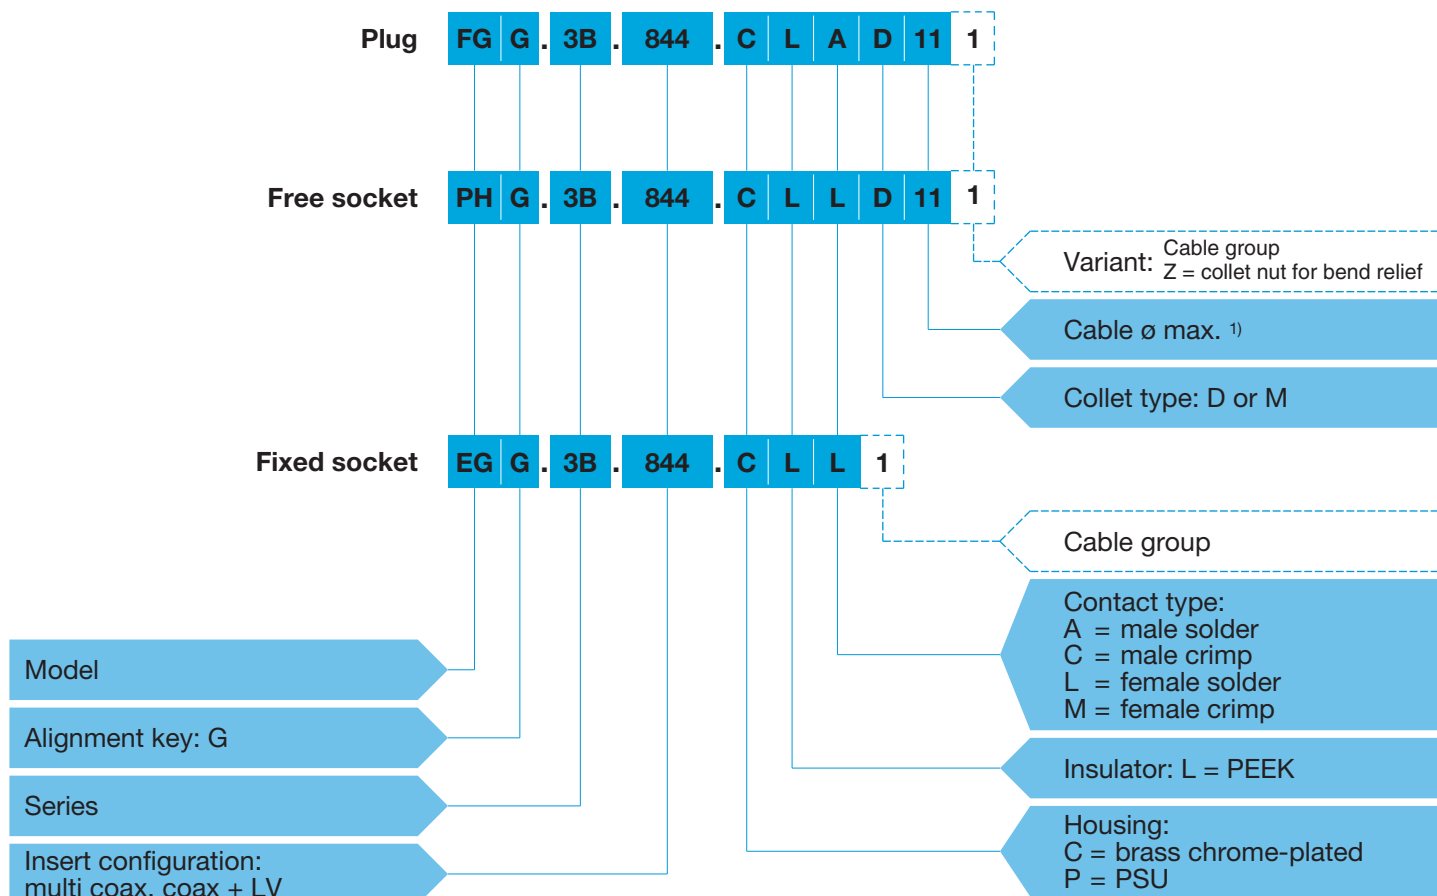 Plug FG G . 3B . 844 . C L A D 11 1
Free socket PH G . 3B . 844 . C L L D 11 1
Variant: Cable group
Z = collet nut for bend relief
Cable ø max. 1)
Collet type: D or M
Fixed socket EG G . 3B . 844 . C L L 1
Cable group
Contact type:
A = male solder
C = male crimp
L = female solder
M = female crimp
Model
Alignment key: G
Insulator: L = PEEK
Series
Housing:
C = brass chrome-plated
P = PSU
Insert configuration:
multi coax, coax + LV